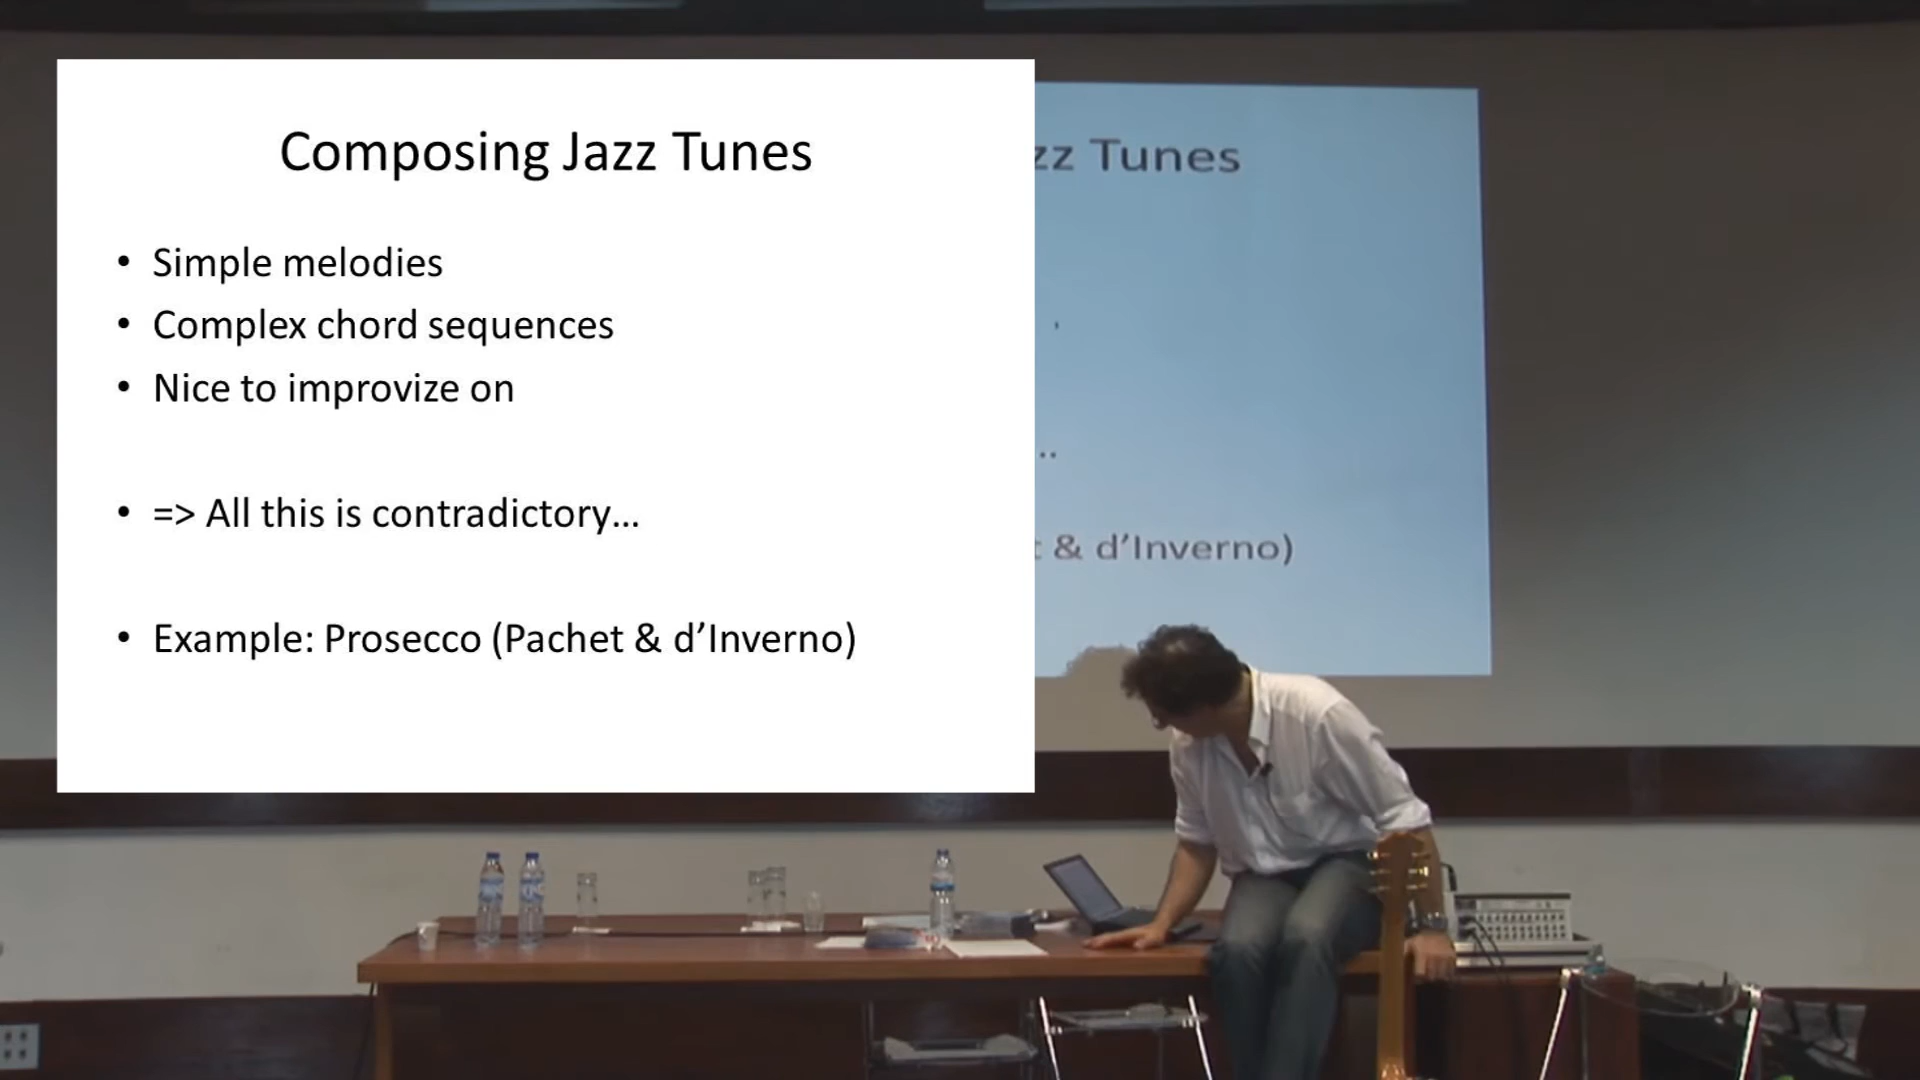 Composing Jazz Tunes
• Simple melodies
• Complex chord sequences
• Nice to improvize on
• => All this is contradictory...
• Example: Prosecco (Pachet & d’Inverno)
zz Tunes
..
& d’Inverno)